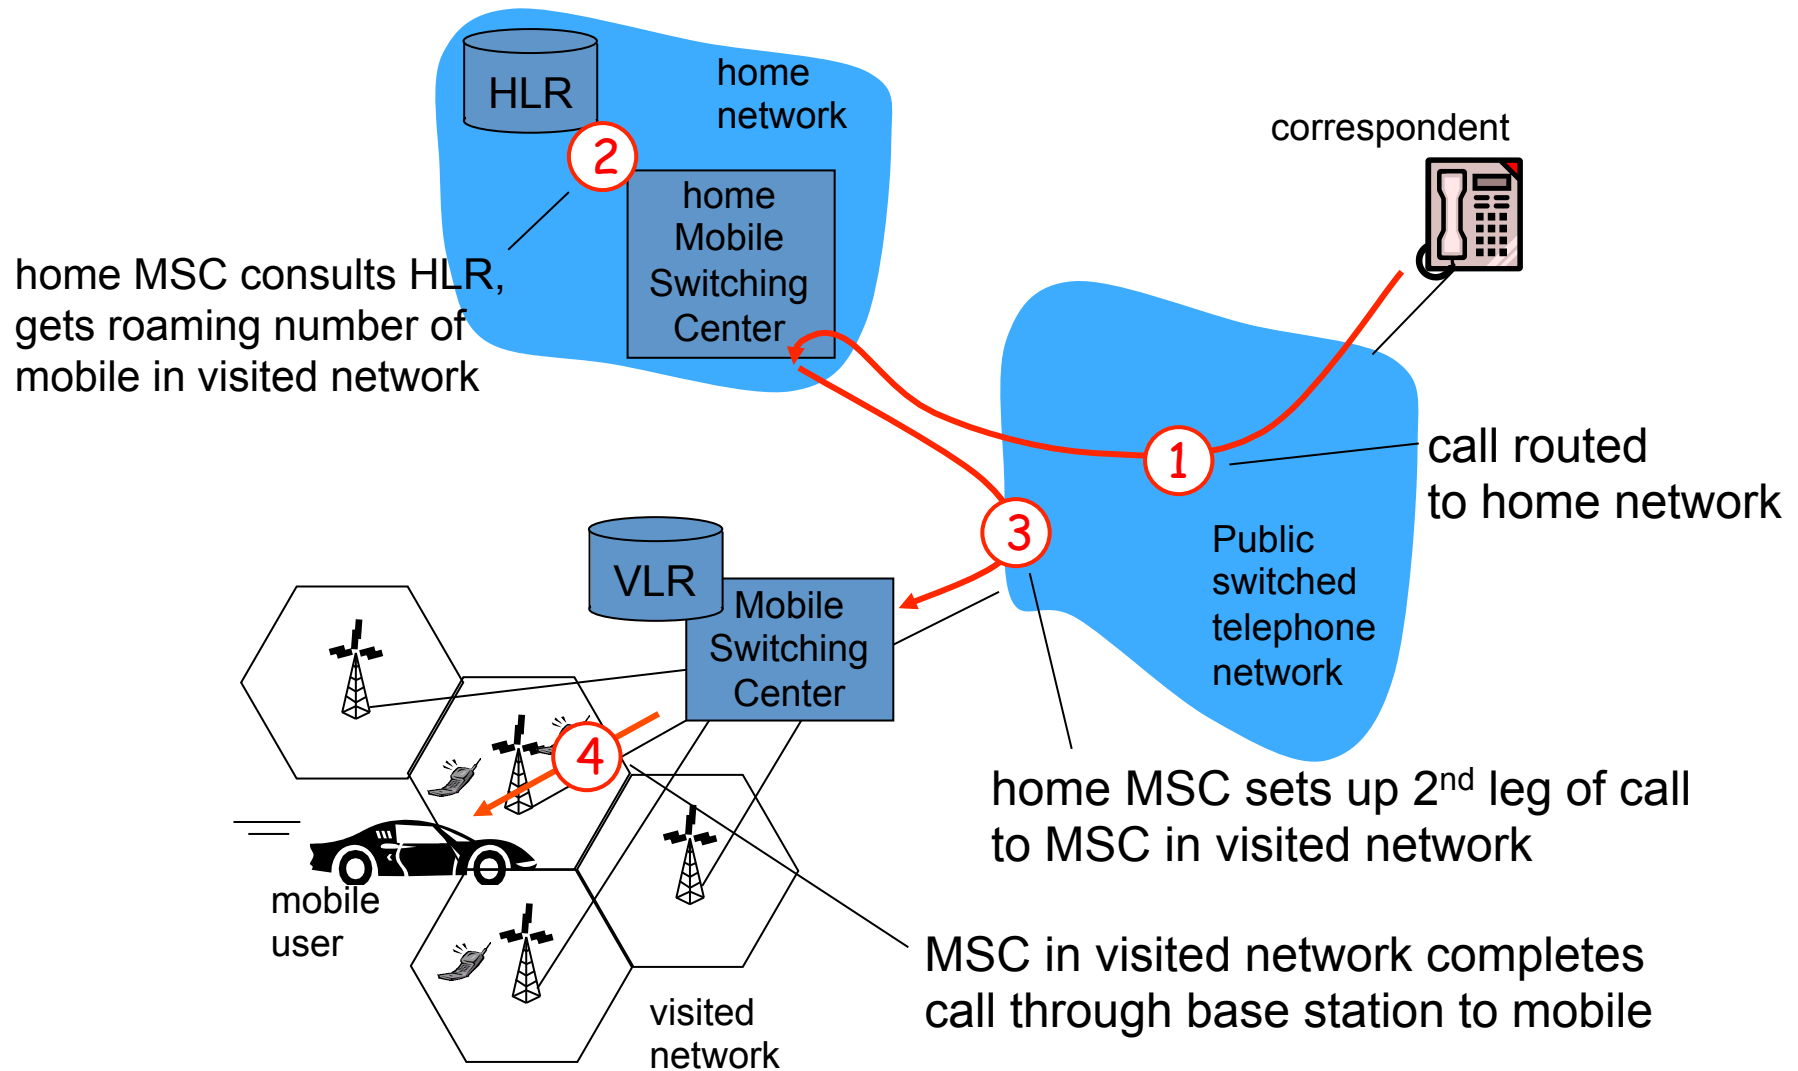 HLR
home
network
2
home
Mobile
Switching
Center
correspondent
home MSC consults HLR,
gets roaming number of
mobile in visited network
1
call routed
to home network
3
Public
switched
telephone
network
VLR
Mobile
Switching
Center
4
home MSC sets up 2nd leg of call
to MSC in visited network
mobile
user
MSC in visited network completes
call through base station to mobile
visited
network